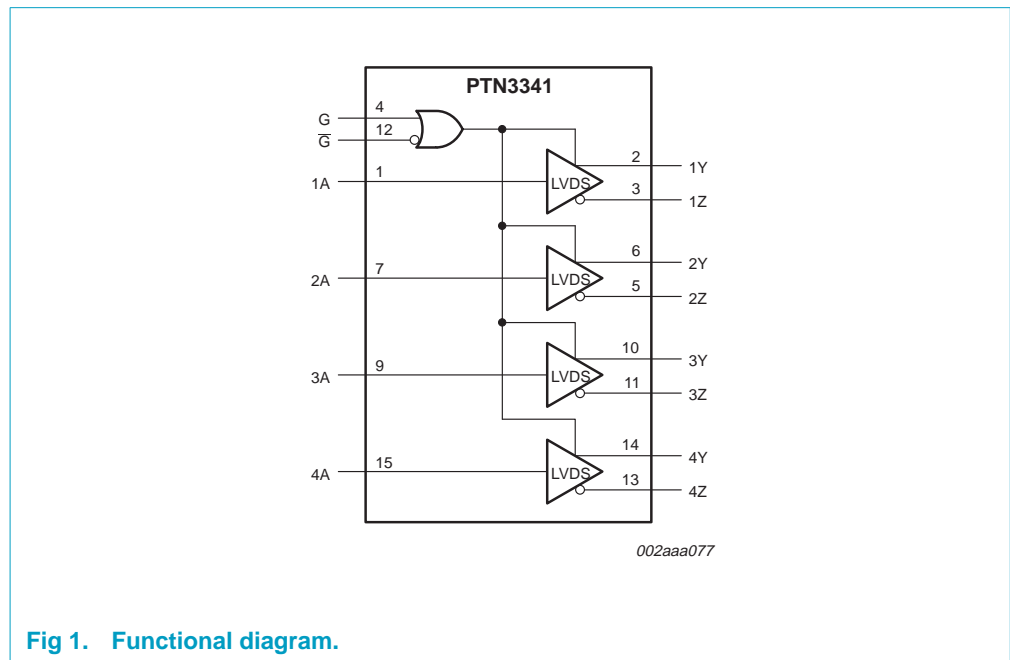 PTN3341
G 4
G̅ 12
1A 1
LVDS
2 1Y
3 1Z
2A 7
LVDS
6 2Y
5 2Z
3A 9
LVDS
10 3Y
11 3Z
4A 15
LVDS
14 4Y
13 4Z
002aaa077
Fig 1. Functional diagram.